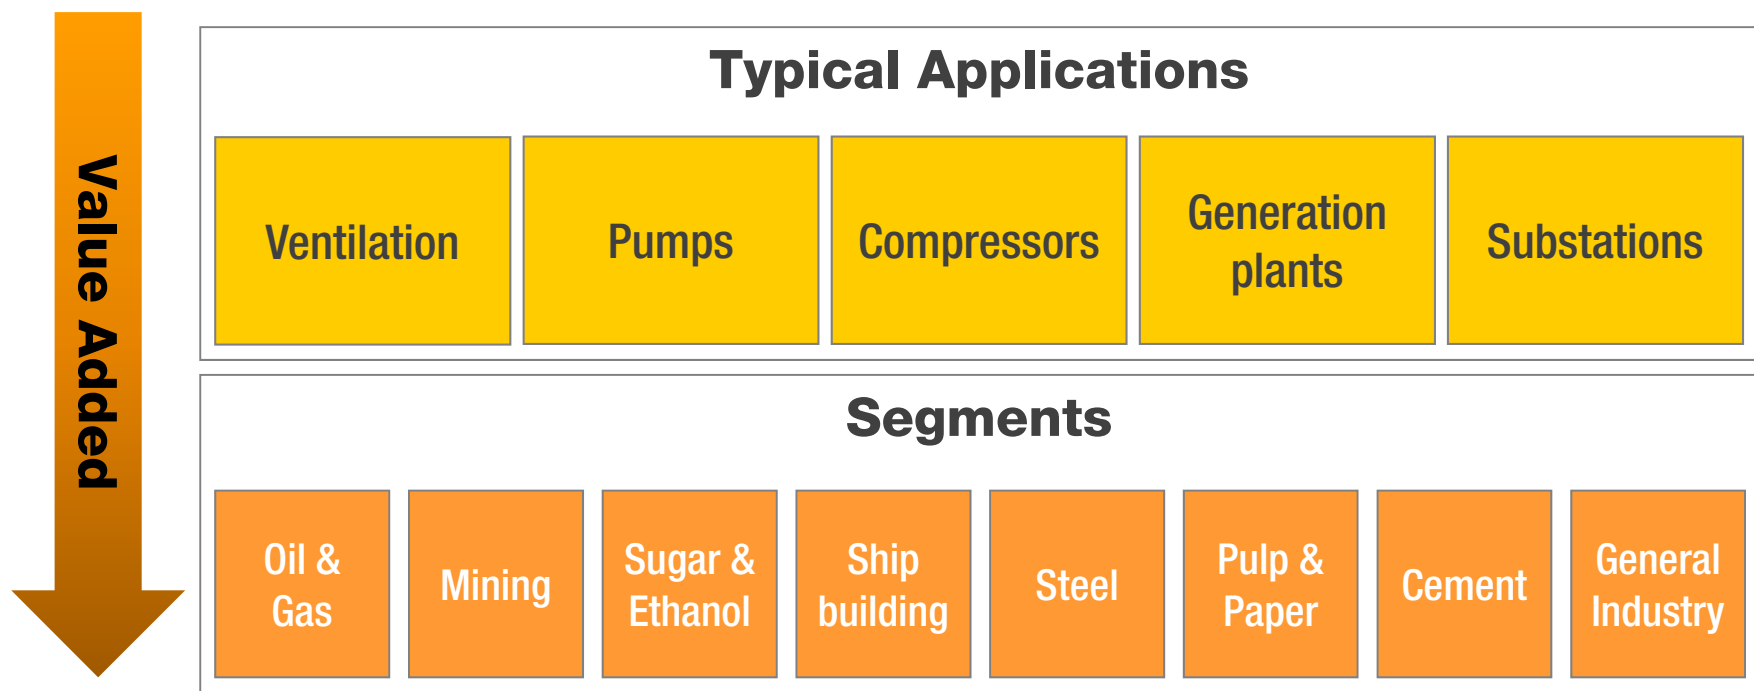 Value Added
Typical Applications
Ventilation
Pumps
Compressors
Generation
plants
Substations
Segments
Oil &
Gas
Mining
Sugar &
Ethanol
Ship
building
Steel
Pulp &
Paper
Cement
General
Industry